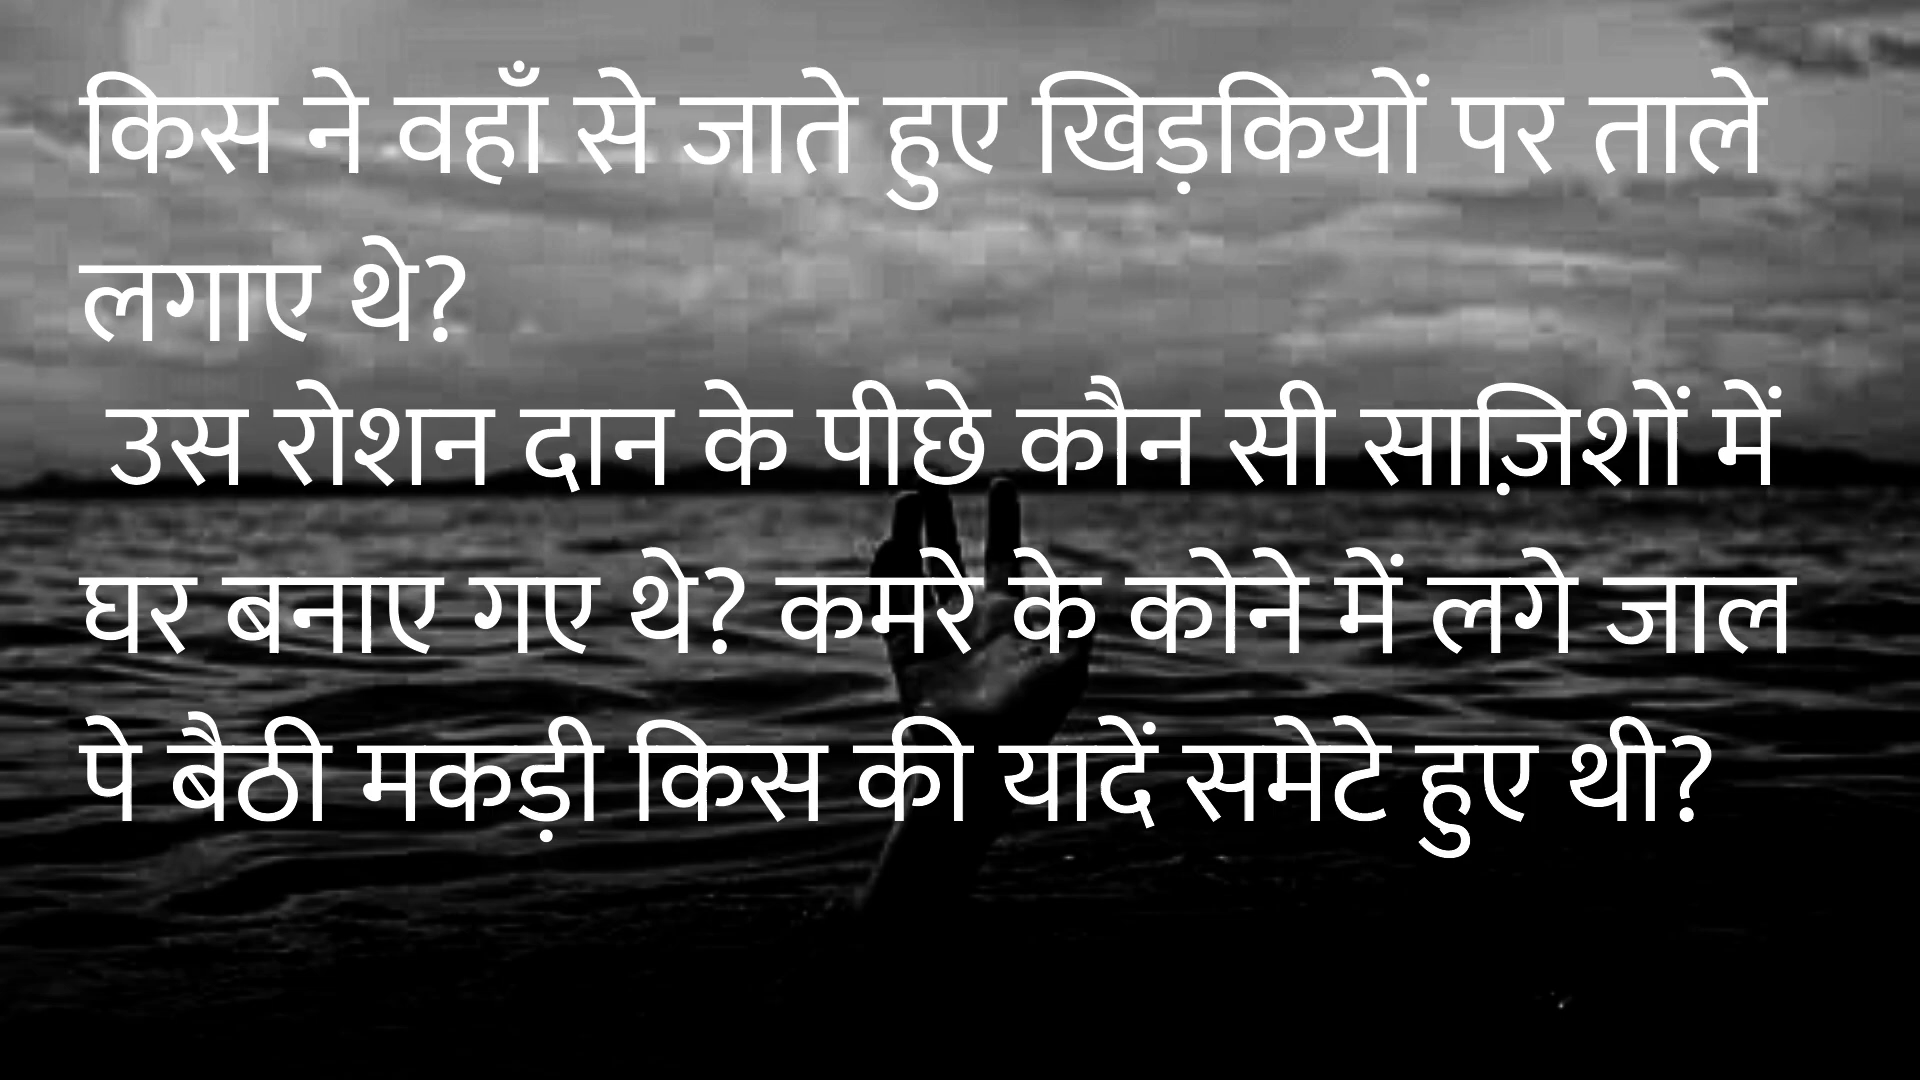 किस ने वहाँ से जाते हुए खिड़कियों पर ताले
लगाए थे?
उस रोशन दान के पीछे कौन सी साज़िशों में
घर बनाए गए थे? कमरे के कोने में लगे जाल
पे बैठी मकड़ी किस की यादें समेटे हुए थी?